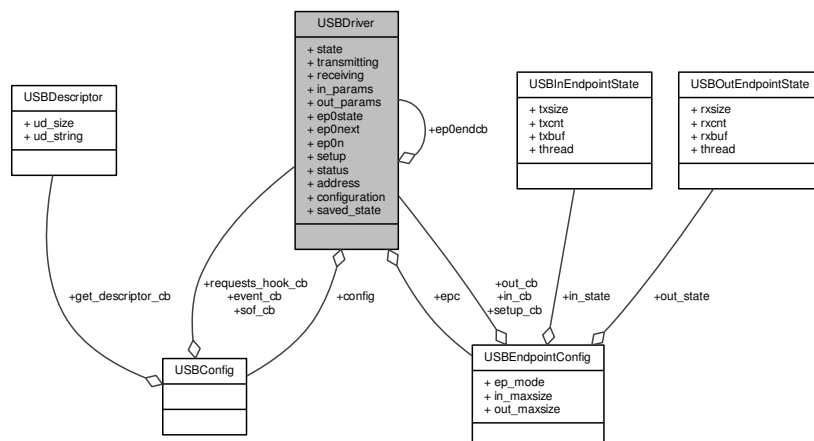 USBDriver
+ state
+ transmitting
+ receiving
+ in_params
+ out_params
+ ep0state
+ ep0next
+ ep0n
+ setup
+ status
+ address
+ configuration
+ saved_state
USBDescriptor
+ ud_size
+ ud_string
USBInEndpointState
+ txsize
+ txcnt
+ txbuf
+ thread
USBOutEndpointState
+ rxsize
+ rxcnt
+ rxbuf
+ thread
+ep0endcb
+get_descriptor_cb
+requests_hook_cb
+event_cb
+sof_cb
+config
+epc
+out_cb
+in_cb
+setup_cb
+in_state
+out_state
USBConfig
USBEndpointConfig
+ ep_mode
+ in_maxsize
+ out_maxsize